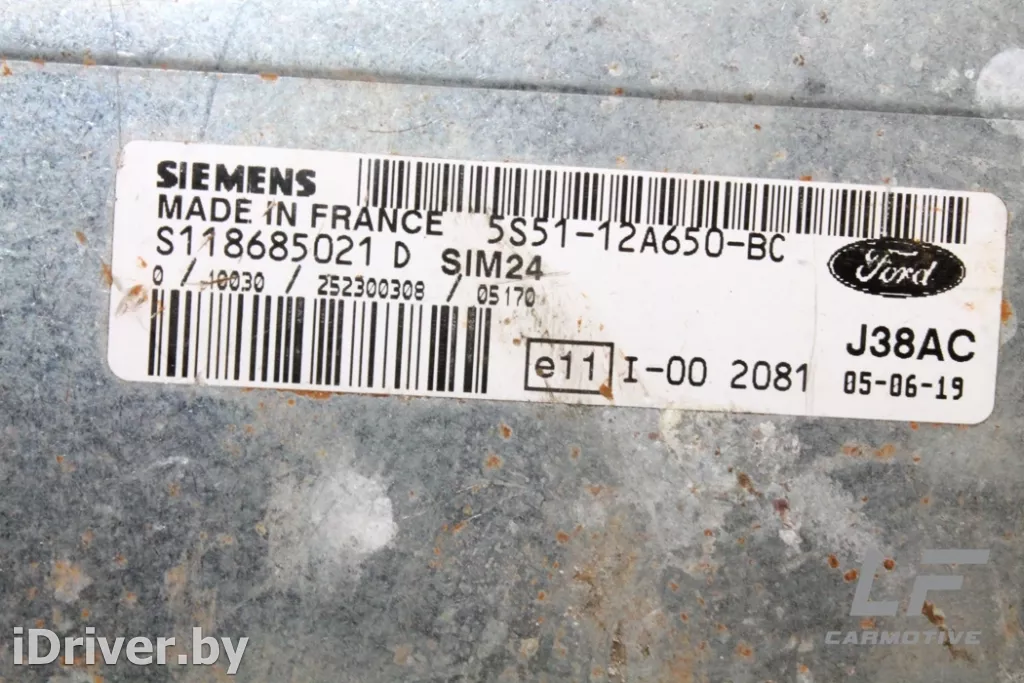 SIEMENS
MADE IN FRANCE 5S51-12A650-BC
S118685021 D SIM24
0 / 10030 / 252300308 / 05170
Ford
e11 I-00 2081
J38AC
05-06-19
LF
CARMOTIVE
iDriver.by